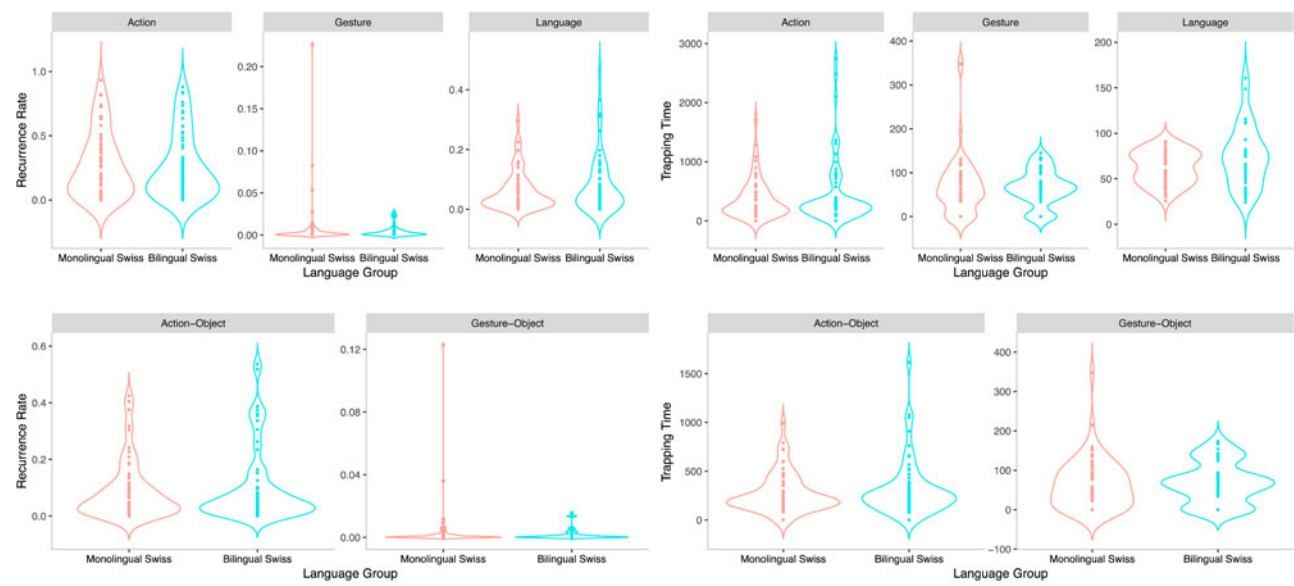 Action Gesture Language
Recurrence Rate
1.0
0.5
0.0
0.20
0.15
0.10
0.05
0.00
0.4
0.2
0.0
Monolingual Swiss Bilingual Swiss Monolingual Swiss Bilingual Swiss Monolingual Swiss Bilingual Swiss
Language Group
Action Gesture Language
Trapping Time
3000
2000
1000
0
400
300
200
100
0
200
150
100
50
0
Monolingual Swiss Bilingual Swiss Monolingual Swiss Bilingual Swiss Monolingual Swiss Bilingual Swiss
Language Group
Action-Object Gesture-Object
Recurrence Rate
0.6
0.4
0.2
0.0
0.12
0.08
0.04
0.00
Monolingual Swiss Bilingual Swiss Monolingual Swiss Bilingual Swiss
Language Group
Action-Object Gesture-Object
Trapping Time
1500
1000
500
0
400
300
200
100
0
-100
Monolingual Swiss Bilingual Swiss Monolingual Swiss Bilingual Swiss
Language Group